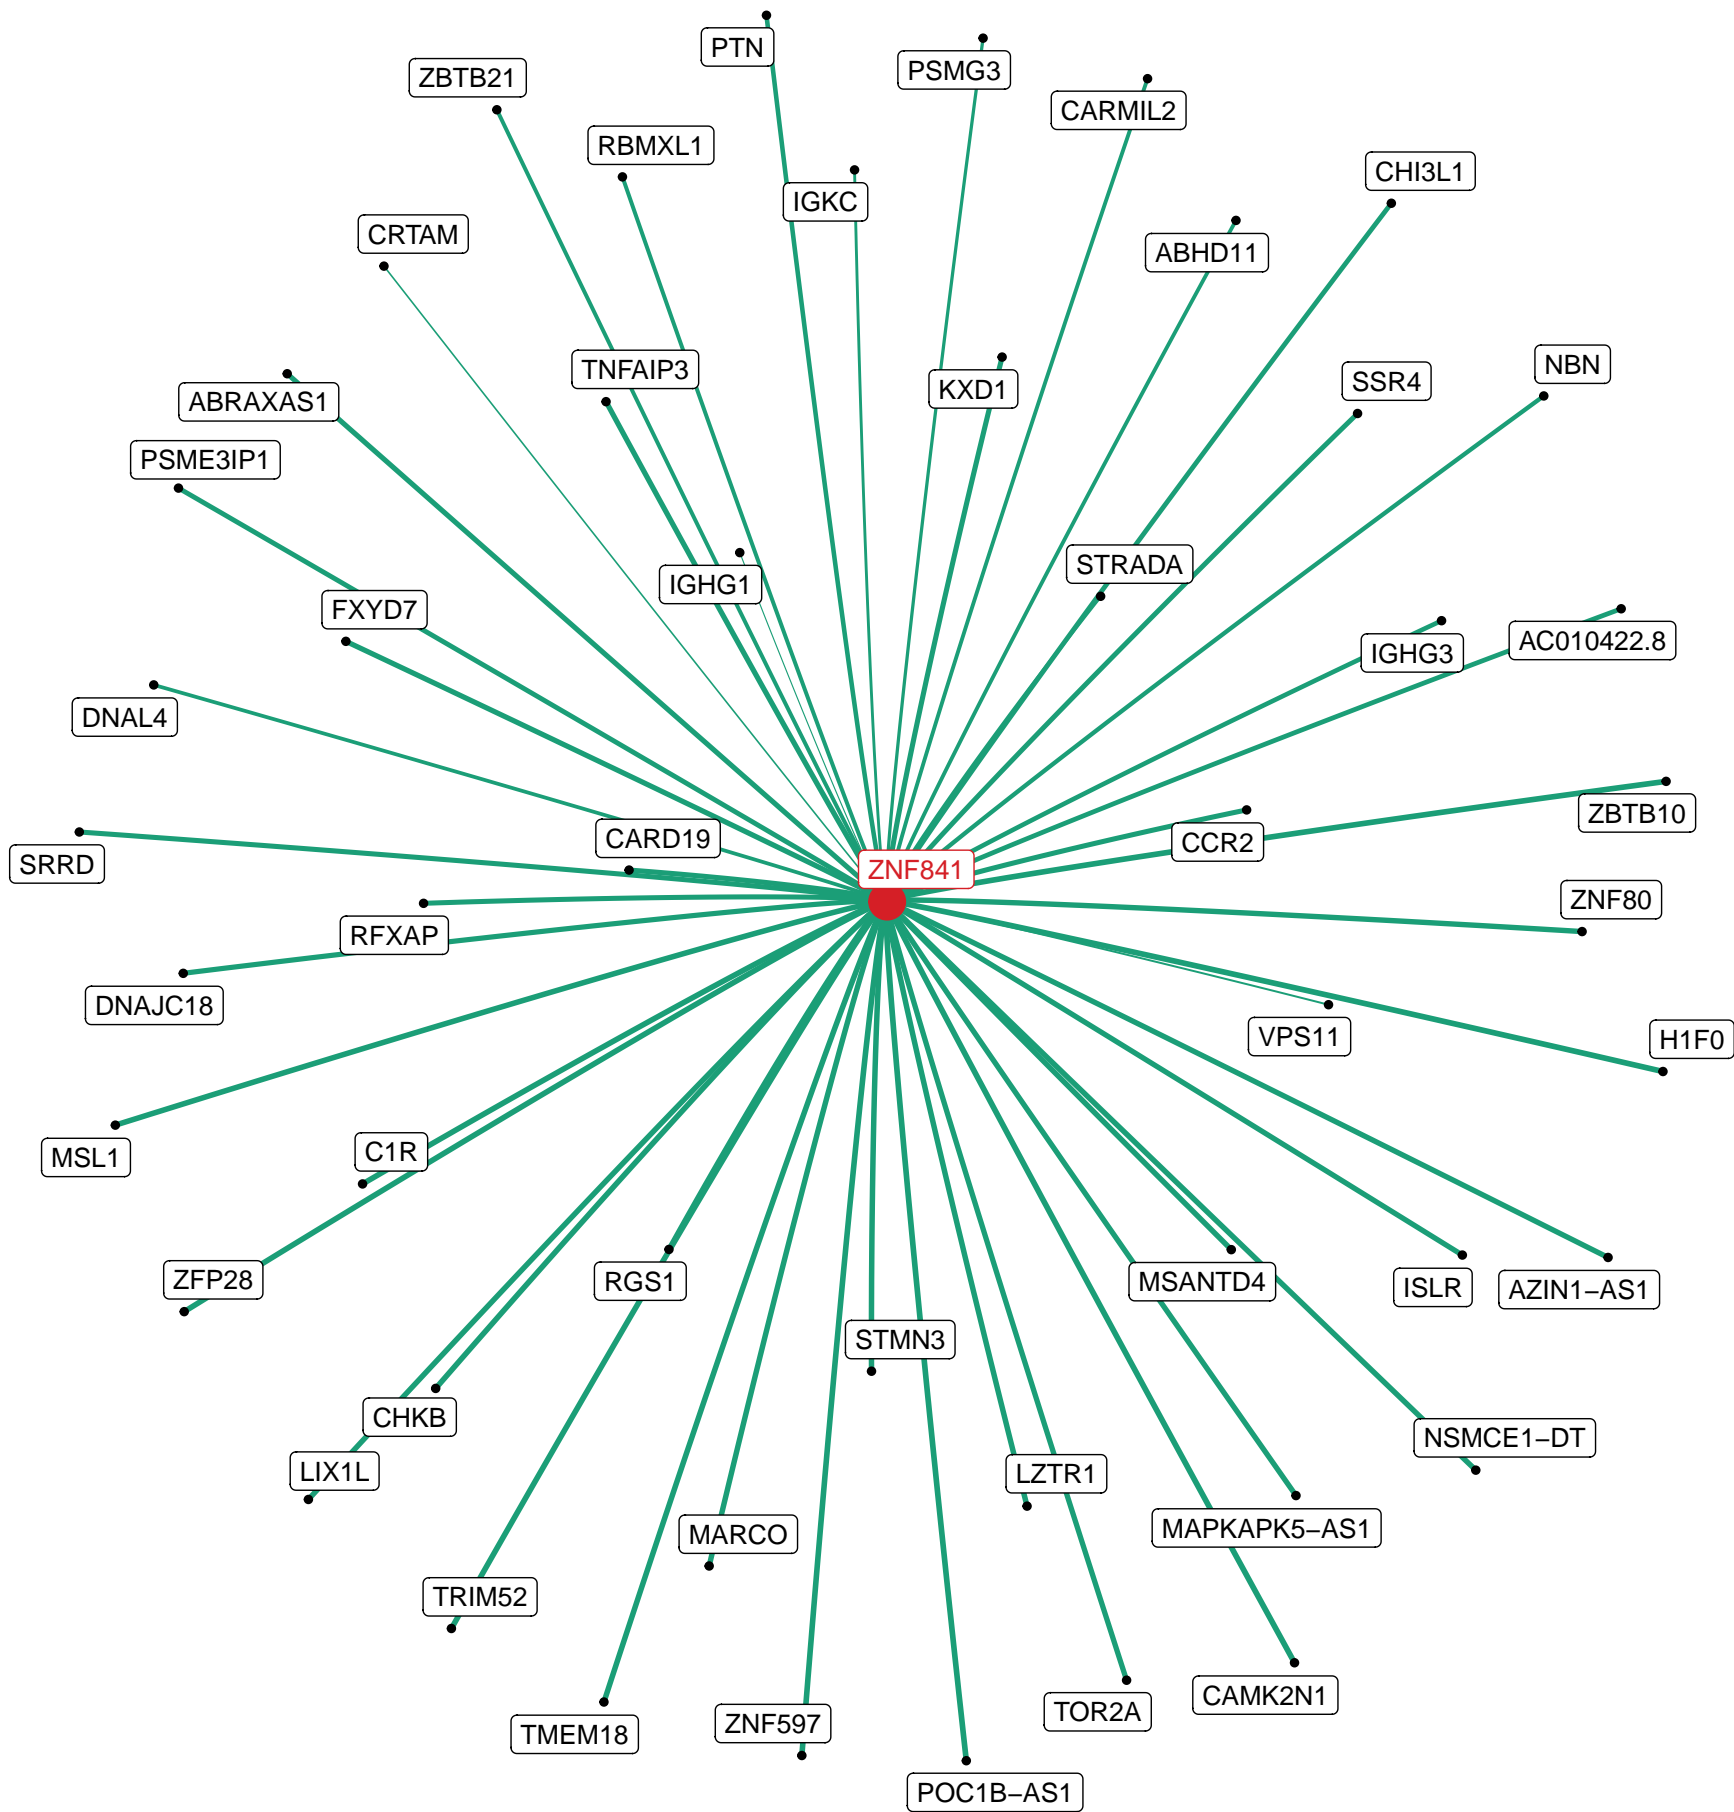 PTN
PSMG3
ZBTB21
CARMIL2
RBMXL1
CHI3L1
IGKC
CRTAM
ABHD11
NBN
TNFAIP3
SSR4
KXD1
ABRAXAS1
PSME3IP1
STRADA
IGHG1
FXYD7
AC010422.8
IGHG3
DNAL4
ZBTB10
CARD19
CCR2
SRRD
ZNF841
ZNF80
RFXAP
DNAJC18
VPS11
H1F0
C1R
MSL1
ZFP28
RGS1
MSANTD4
ISLR
AZIN1−AS1
STMN3
CHKB
NSMCE1−DT
LIX1L
LZTR1
MAPKAPK5−AS1
MARCO
TRIM52
CAMK2N1
TOR2A
ZNF597
TMEM18
POC1B−AS1